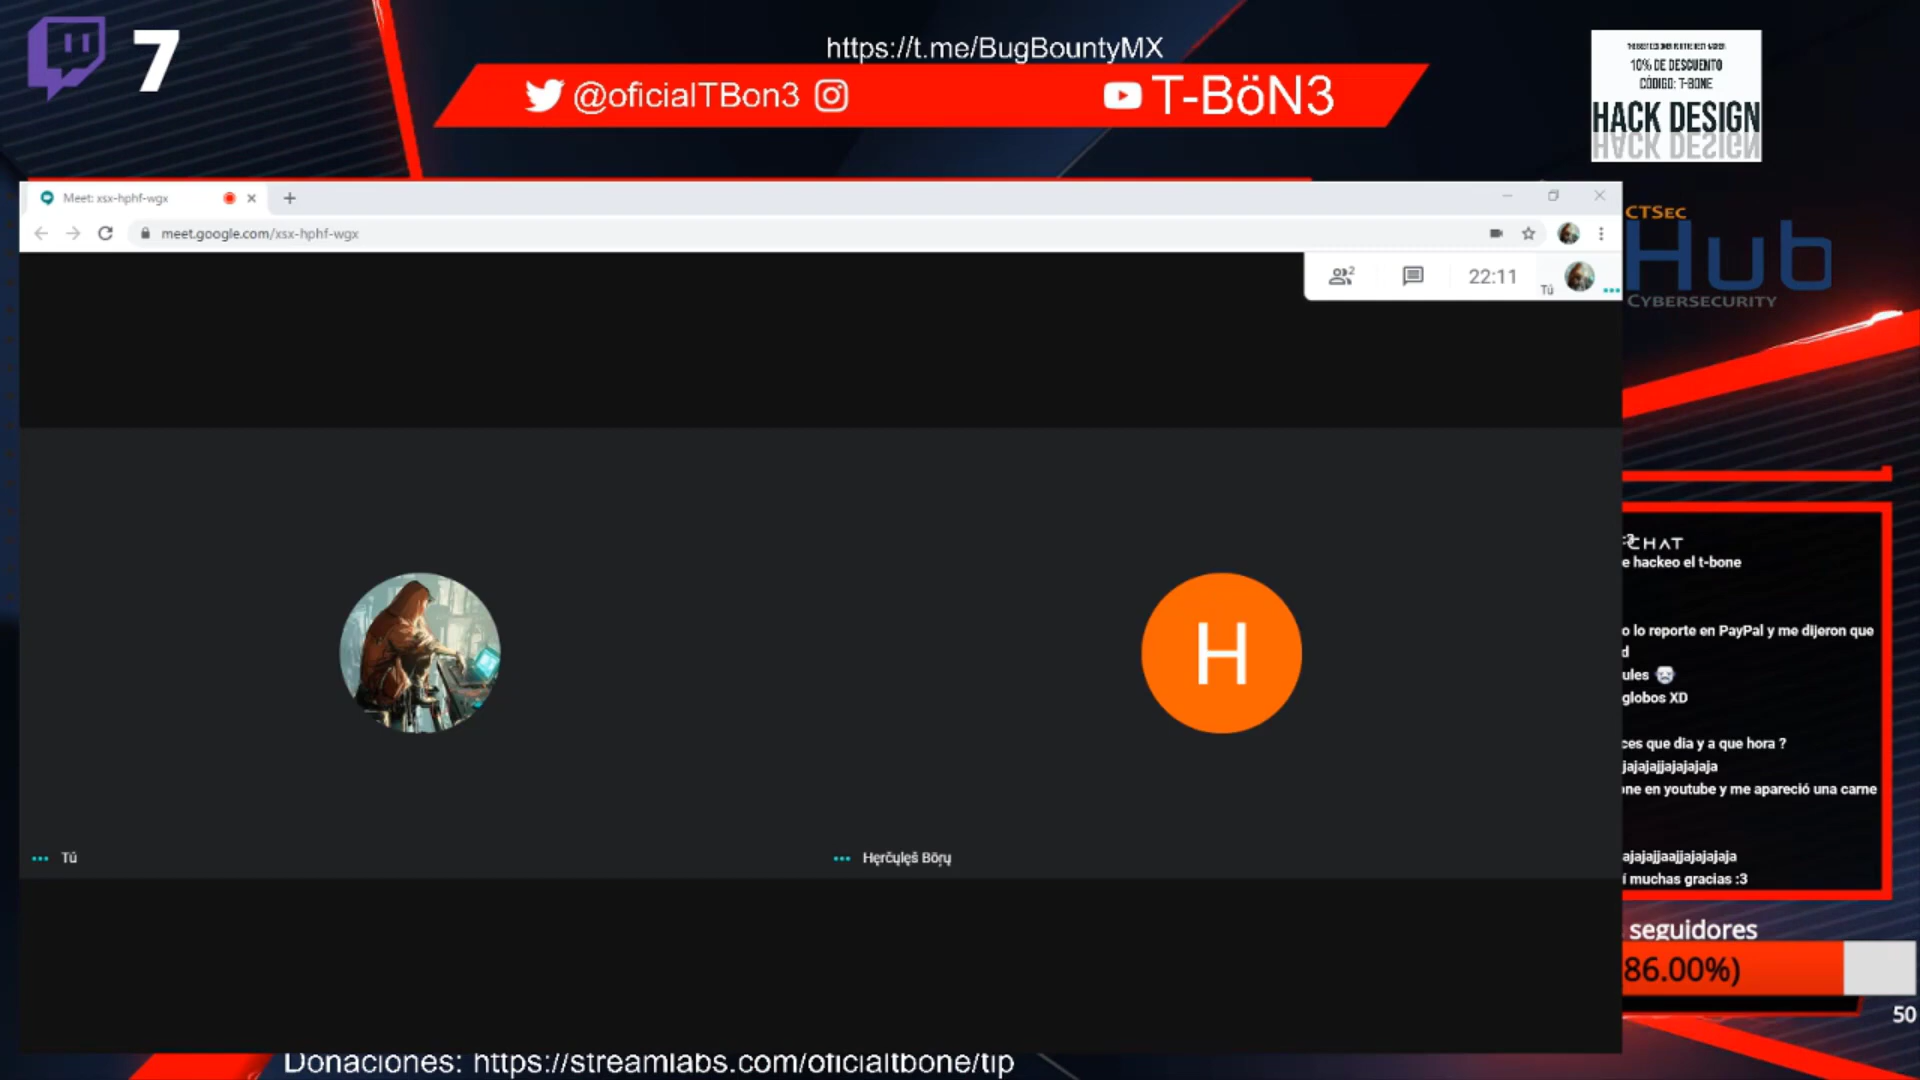 7
https://t.me/BugBountyMX
@oficialTBon3
T-BöN3
10% DE DESCUENTO
CÓDIGO: T-BONE
HACK DESIGN
Meet: xsx-hphf-wgx
meet.google.com/xsx-hphf-wgx
2
22:11
Tú
CTSEC
Hub
CYBERSECURITY
H
Tú
CHAT
e hackeo el t-bone
o lo reporte en PayPal y me dijeron que
d
ules
globos XD
ces que dia y a que hora ?
jajajajjajajajaja
one en youtube y me apareció una carne
ajajajjaajjajajajaja
í muchas gracias :3
seguidores
86.00%)
50
Donaciones: https://streamlabs.com/oficialtbone/tip